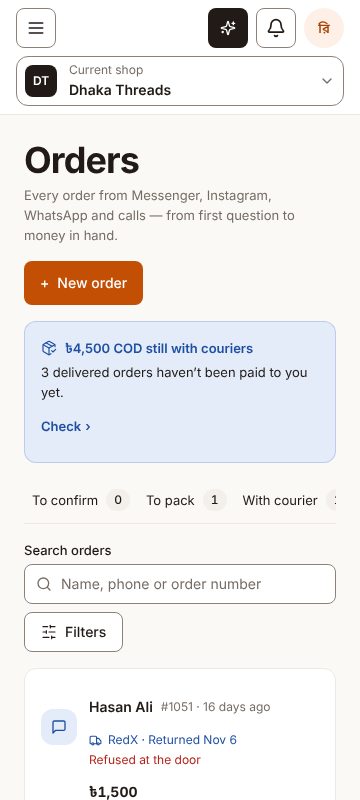 রি
DT
Current shop
Dhaka Threads
Orders
Every order from Messenger, Instagram,
WhatsApp and calls — from first question to
money in hand.
+ New order
৳4,500 COD still with couriers
3 delivered orders haven’t been paid to you
yet.
Check ›
To confirm 0 To pack 1 With courier
Search orders
Name, phone or order number
Filters
Hasan Ali #1051 · 16 days ago
RedX · Returned Nov 6
Refused at the door
৳1,500